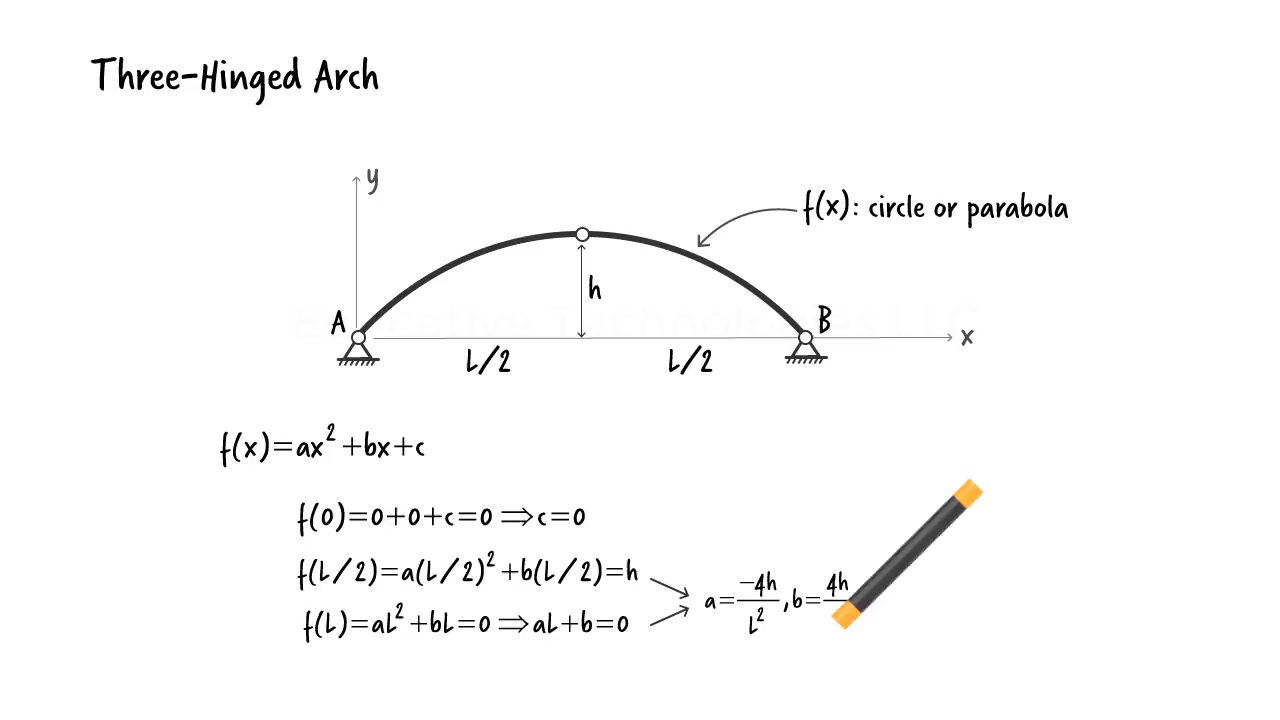 Three-Hinged Arch
y
f(x): circle or parabola
h
A
B
x
L/2
L/2
f(x)=ax²+bx+c
f(0)=0+0+c=0 ⟹ c=0
f(L/2)=a(L/2)²+b(L/2)=h
f(L)=aL²+bL=0 ⟹ aL+b=0
a=−4h/L², b=4h